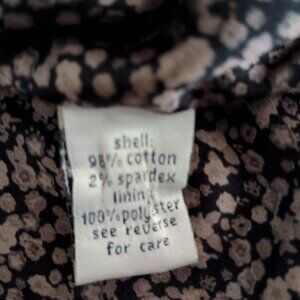 shell:
98% cotton
2% spandex
lining:
100% polyester
see reverse
for care